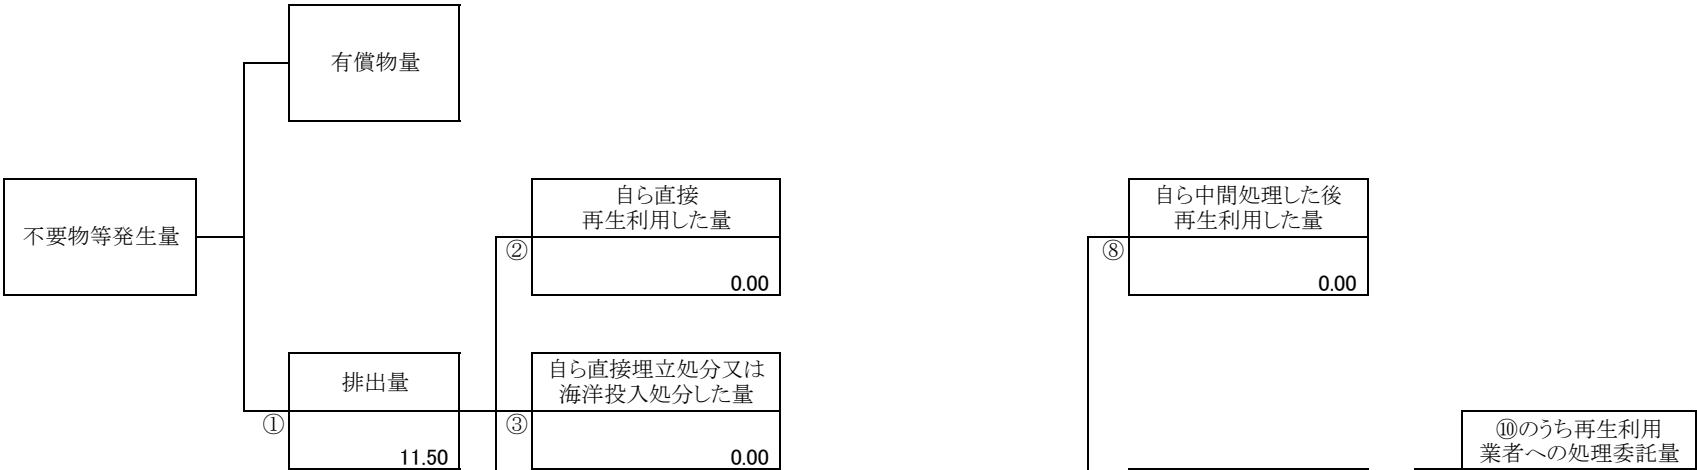 有償物量
不要物等発生量
自ら直接
再生利用した量
②
0.00
自ら中間処理した後
再生利用した量
⑧
0.00
排出量
①
11.50
自ら直接埋立処分又は
海洋投入処分した量
③
0.00
⑩のうち再生利用
業者への処理委託量